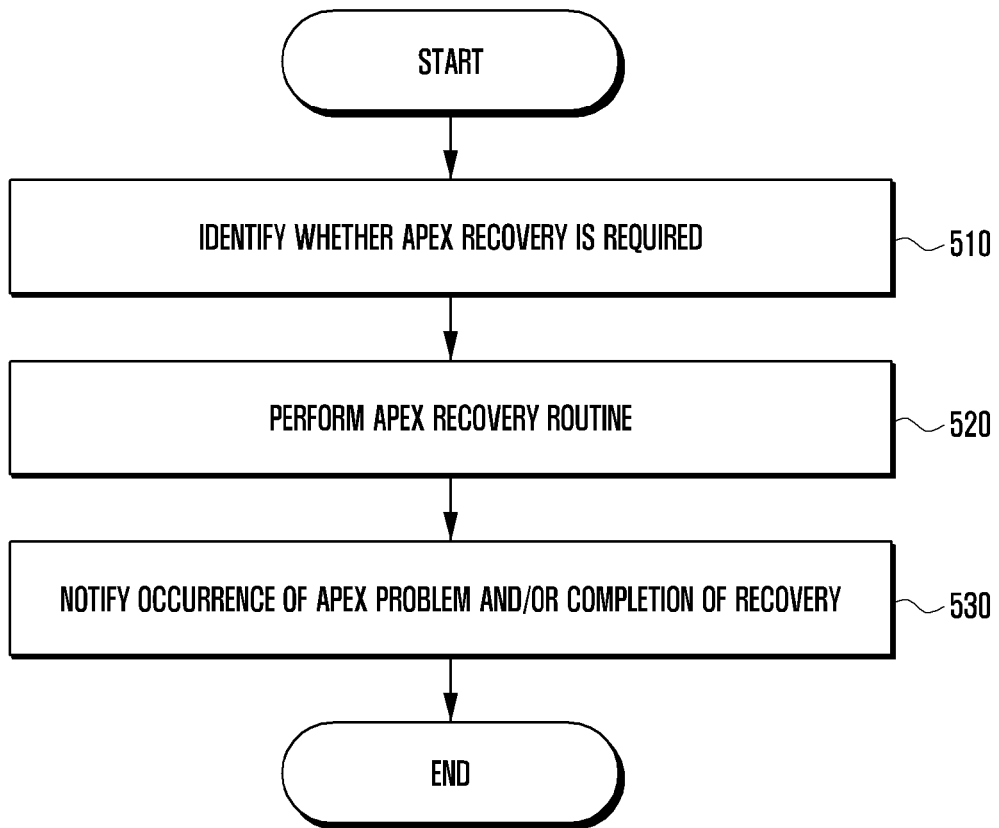 START
IDENTIFY WHETHER APEX RECOVERY IS REQUIRED
510
PERFORM APEX RECOVERY ROUTINE
520
NOTIFY OCCURRENCE OF APEX PROBLEM AND/OR COMPLETION OF RECOVERY
530
END